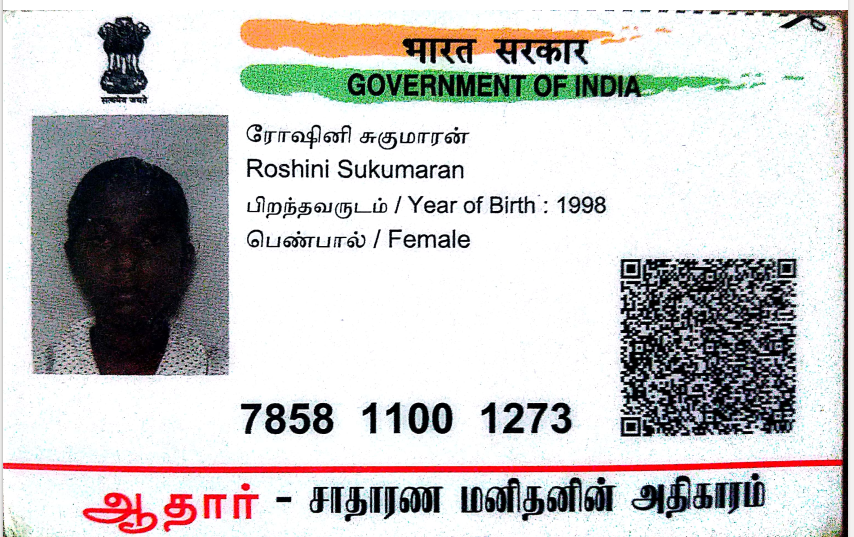 सत्यमेव जयते
भारत सरकार
GOVERNMENT OF INDIA
ரோஷினி சுகுமாரன்
Roshini Sukumaran
பிறந்தவருடம் / Year of Birth : 1998
பெண்பால் / Female
7858 1100 1273
ஆதார் - சாதாரண மனிதனின் அதிகாரம்